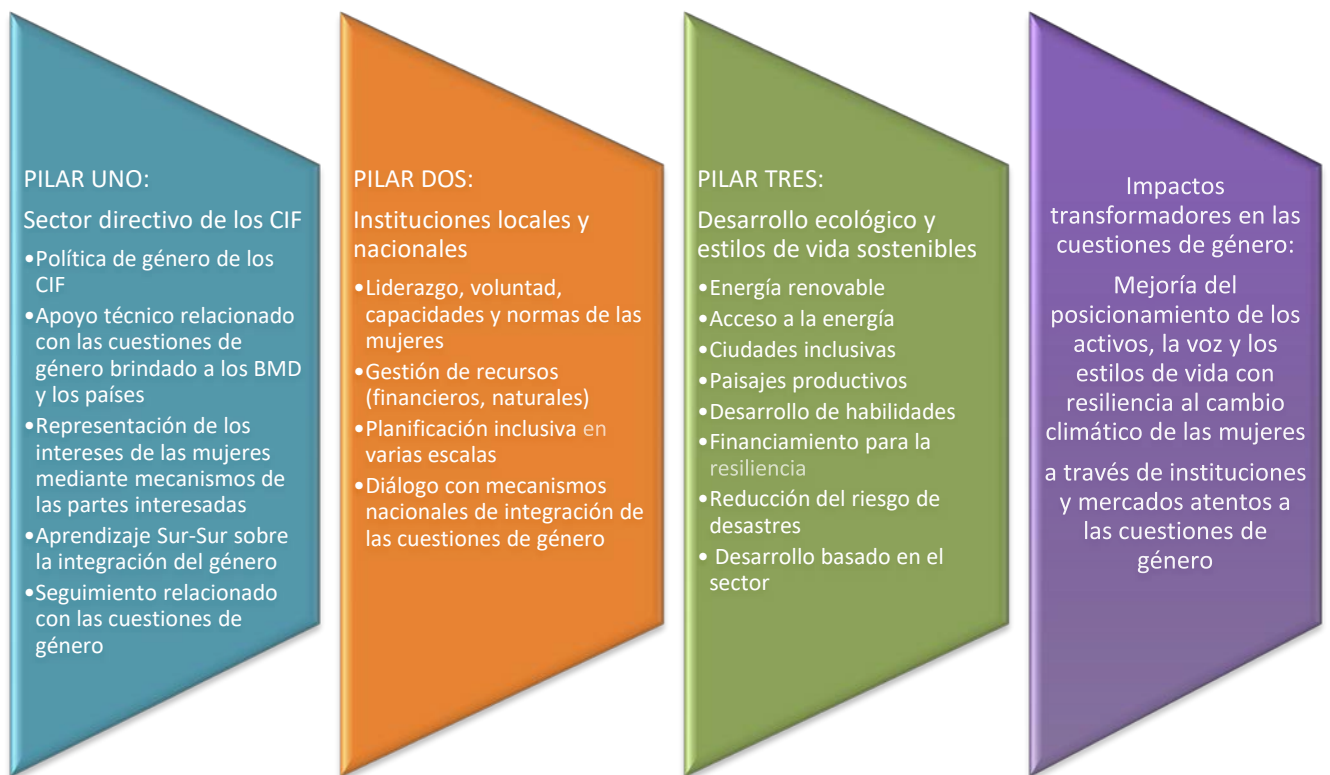 PILAR UNO:
Sector directivo de los CIF
•Política de género de los
CIF
•Apoyo técnico relacionado
con las cuestiones de
género brindado a los BMD
y los países
•Representación de los
intereses de las mujeres
mediante mecanismos de
las partes interesadas
•Aprendizaje Sur-Sur sobre
la integración del género
•Seguimiento relacionado
con las cuestiones de
género
PILAR DOS:
Instituciones locales y
nacionales
•Liderazgo, voluntad,
capacidades y normas de las
mujeres
•Gestión de recursos
(financieros, naturales)
•Planificación inclusiva en
varias escalas
•Diálogo con mecanismos
nacionales de integración de
las cuestiones de género
PILAR TRES:
Desarrollo ecológico y
estilos de vida sostenibles
•Energía renovable
•Acceso a la energía
•Ciudades inclusivas
•Paisajes productivos
•Desarrollo de habilidades
•Financiamiento para la
resiliencia
•Reducción del riesgo de
desastres
• Desarrollo basado en el
sector
Impactos
transformadores en las
cuestiones de género:
Mejoría del
posicionamiento de los
activos, la voz y los
estilos de vida con
resiliencia al cambio
climático de las mujeres
a través de instituciones
y mercados atentos a
las cuestiones de
género